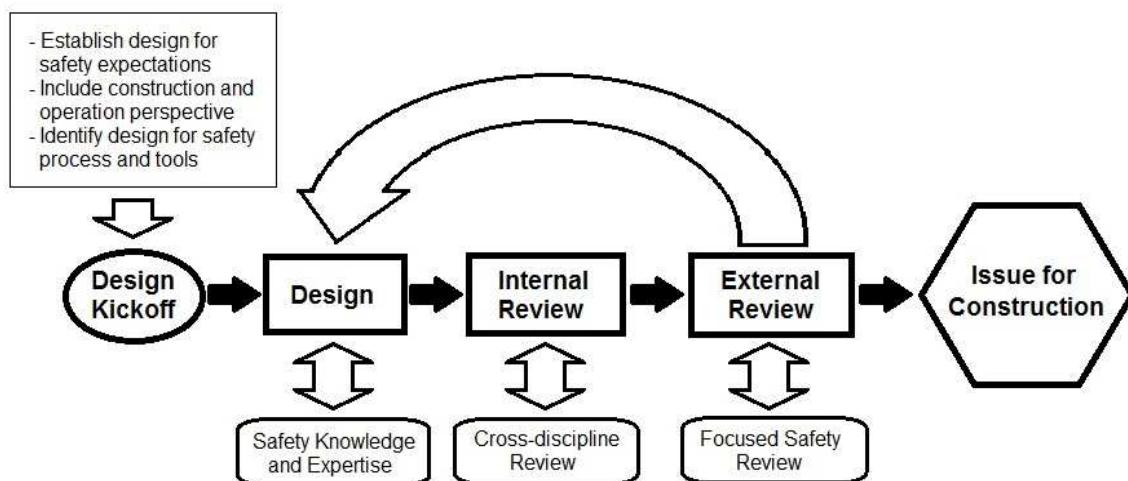 - Establish design for
safety expectations
- Include construction and
operation perspective
- Identify design for safety
process and tools
Design
Kickoff
Design
Internal
Review
External
Review
Issue for
Construction
Safety Knowledge
and Expertise
Cross-discipline
Review
Focused Safety
Review